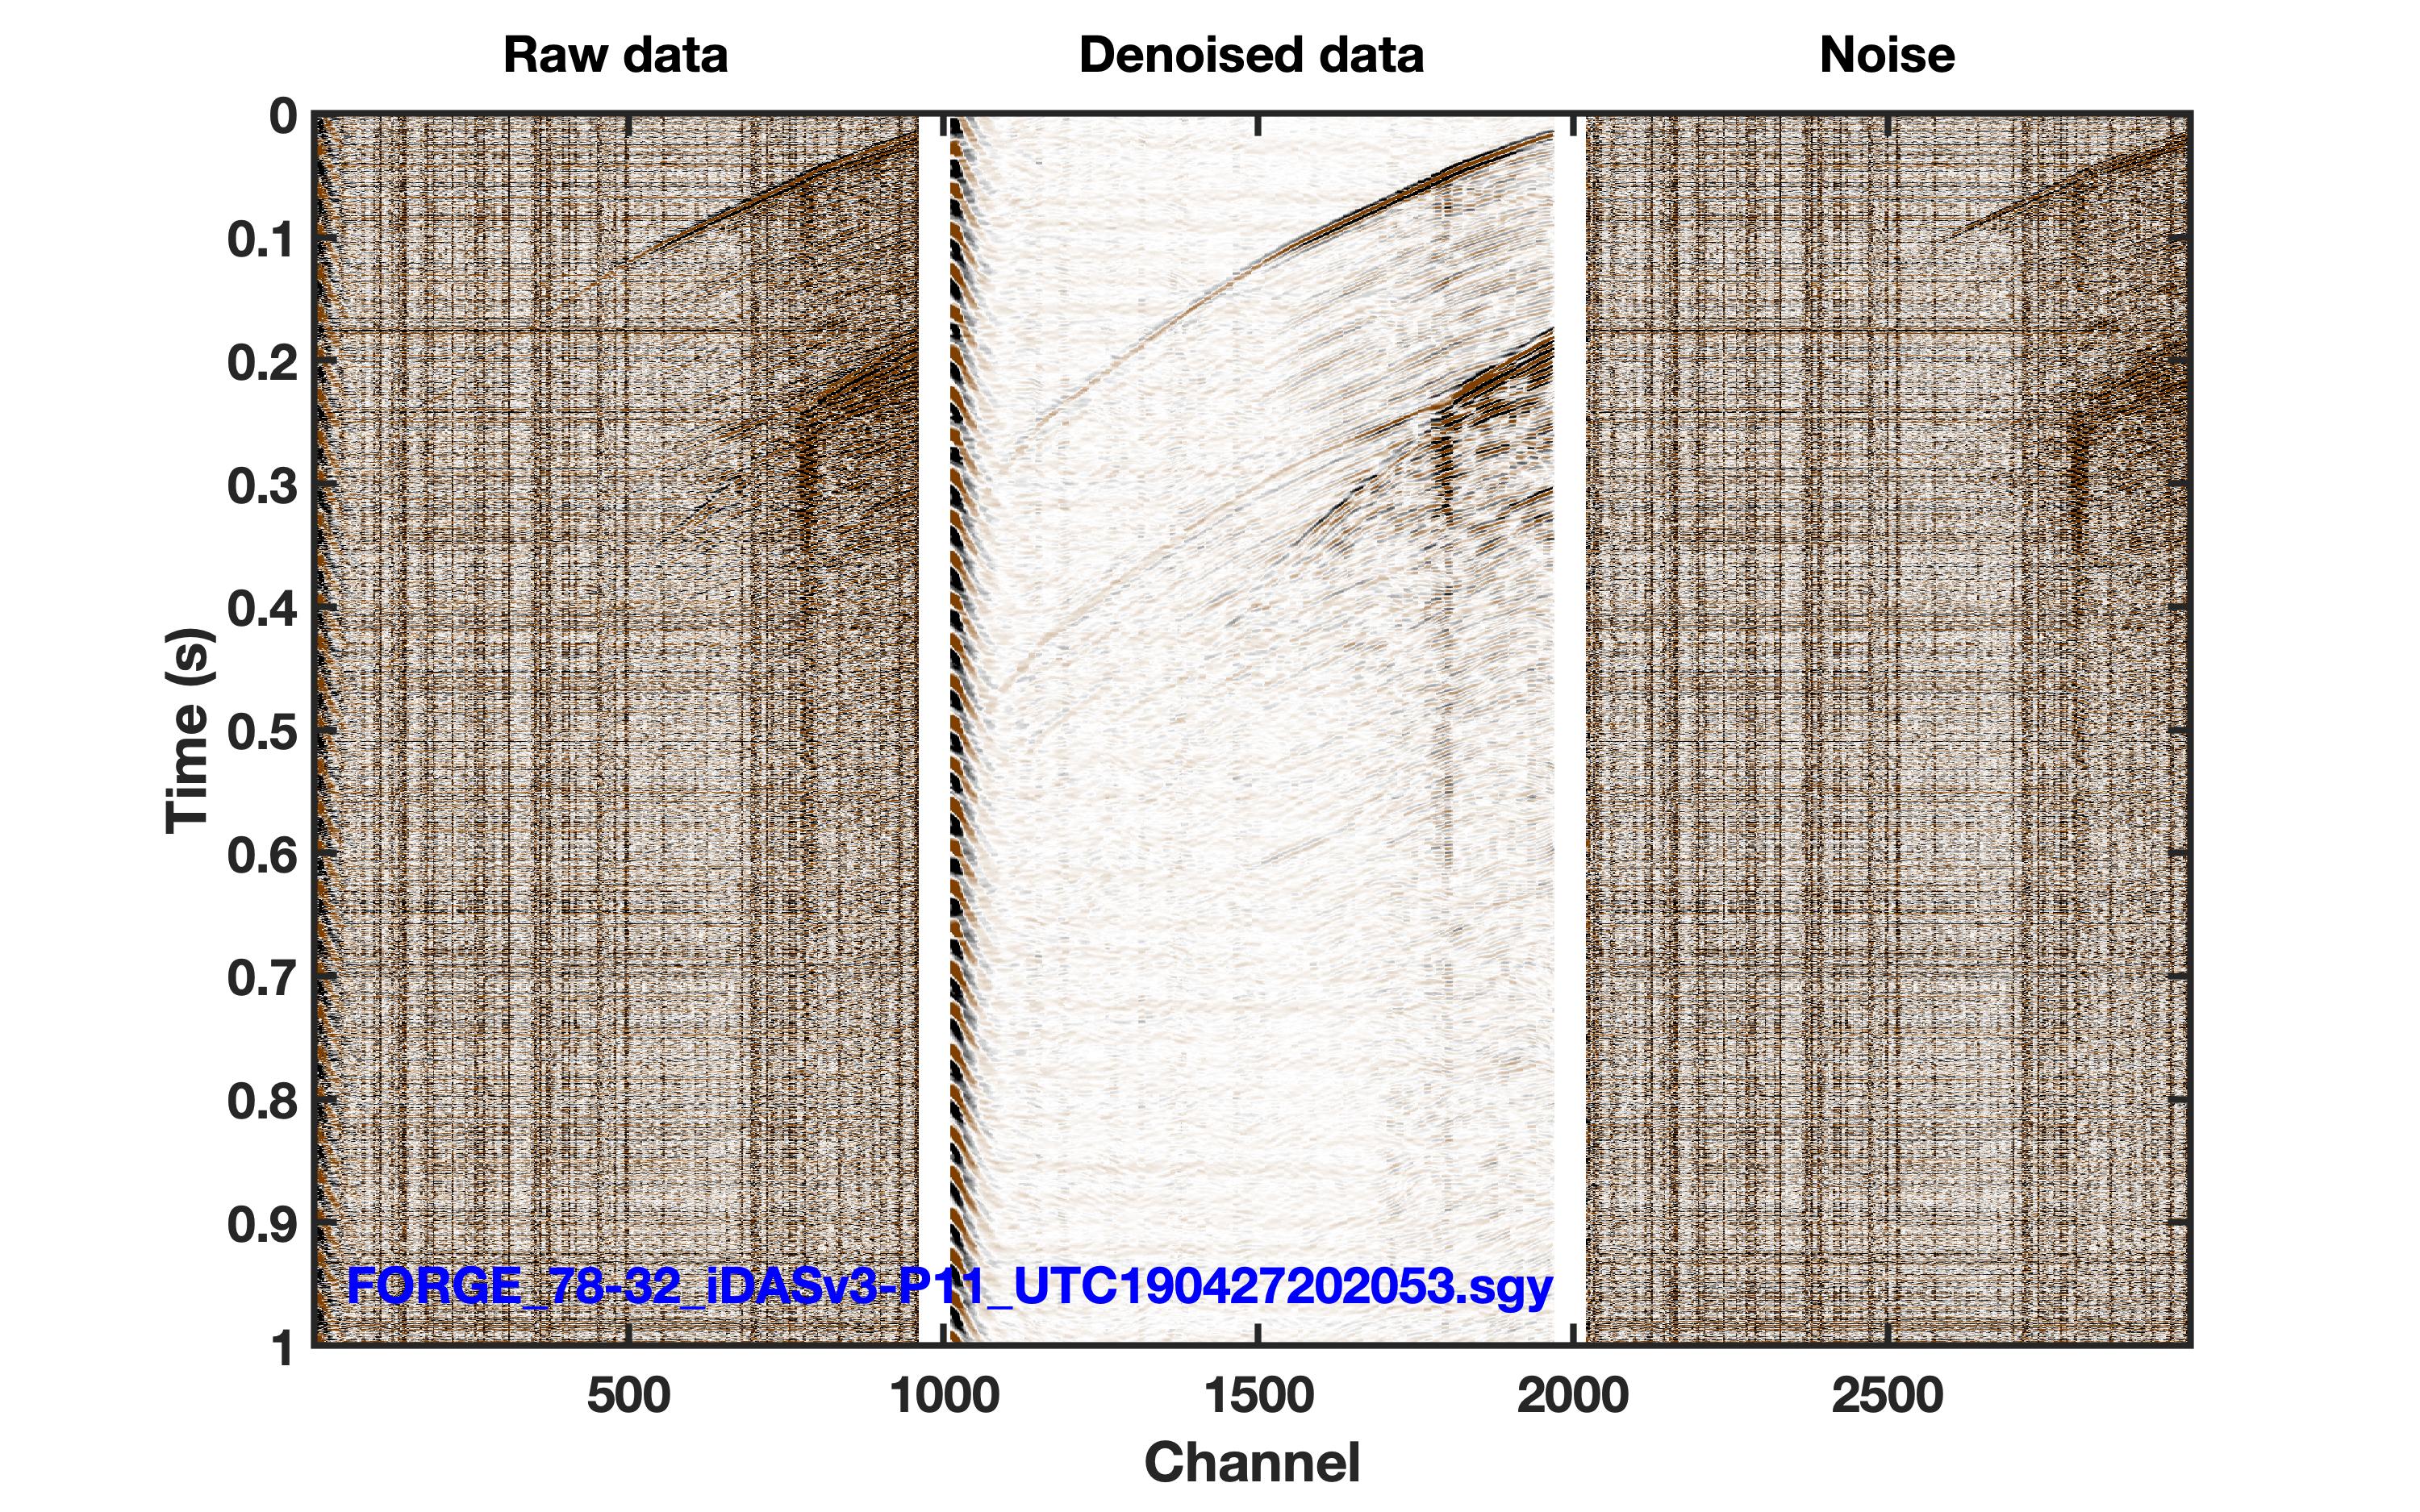 Raw data Denoised data Noise
0
0.1
0.2
0.3
0.4
0.5
0.6
0.7
0.8
0.9
1
Time (s)
FORGE_78-32_iDASv3-P11_UTC190427202053.sgy
500 1000 1500 2000 2500
Channel